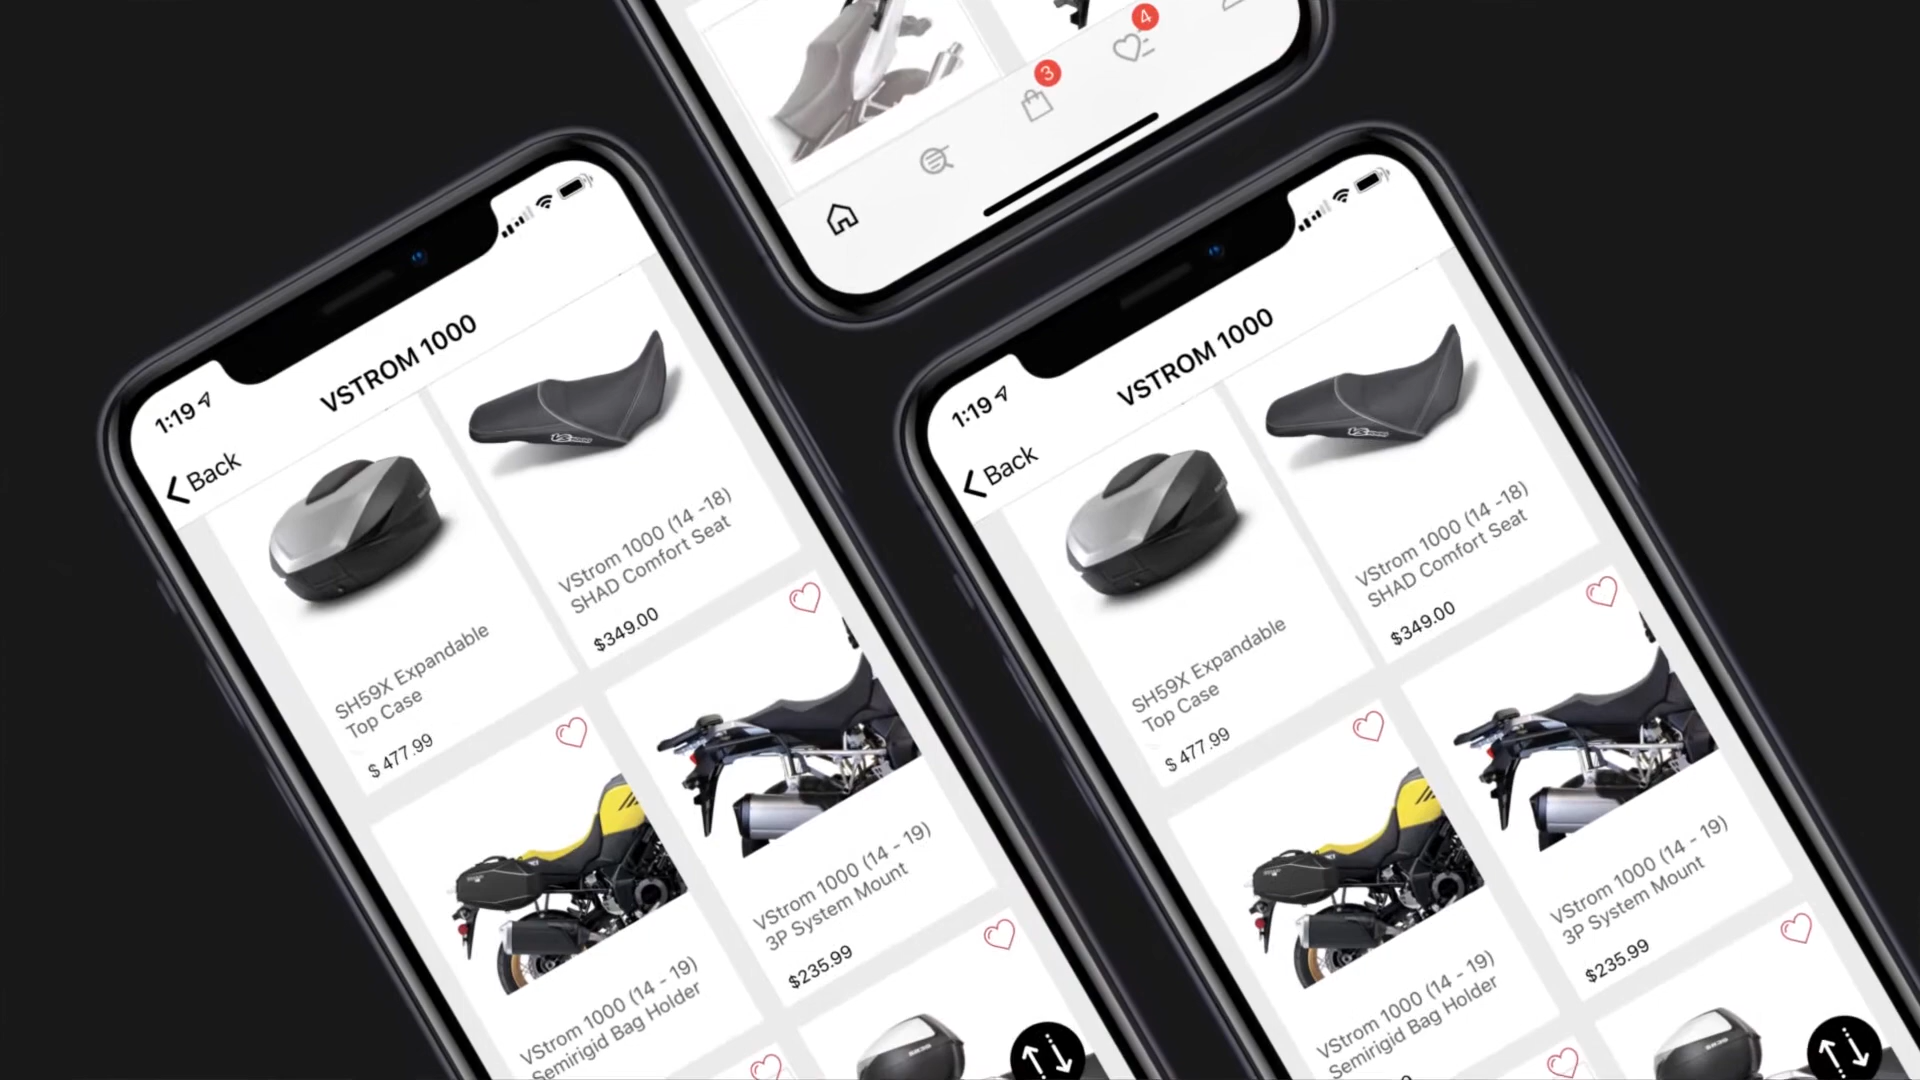 4
3
1:19
VSTROM 1000
Back
SH59X Expandable
Top Case
$ 477.99
VStrom 1000 (14 -18)
SHAD Comfort Seat
$349.00
VStrom 1000 (14 - 19)
Semirigid Bag Holder
VStrom 1000 (14 - 19)
3P System Mount
$235.99
1:19
VSTROM 1000
Back
SH59X Expandable
Top Case
$ 477.99
VStrom 1000 (14 -18)
SHAD Comfort Seat
$349.00
VStrom 1000 (14 - 19)
Semirigid Bag Holder
VStrom 1000 (14 - 19)
3P System Mount
$235.99